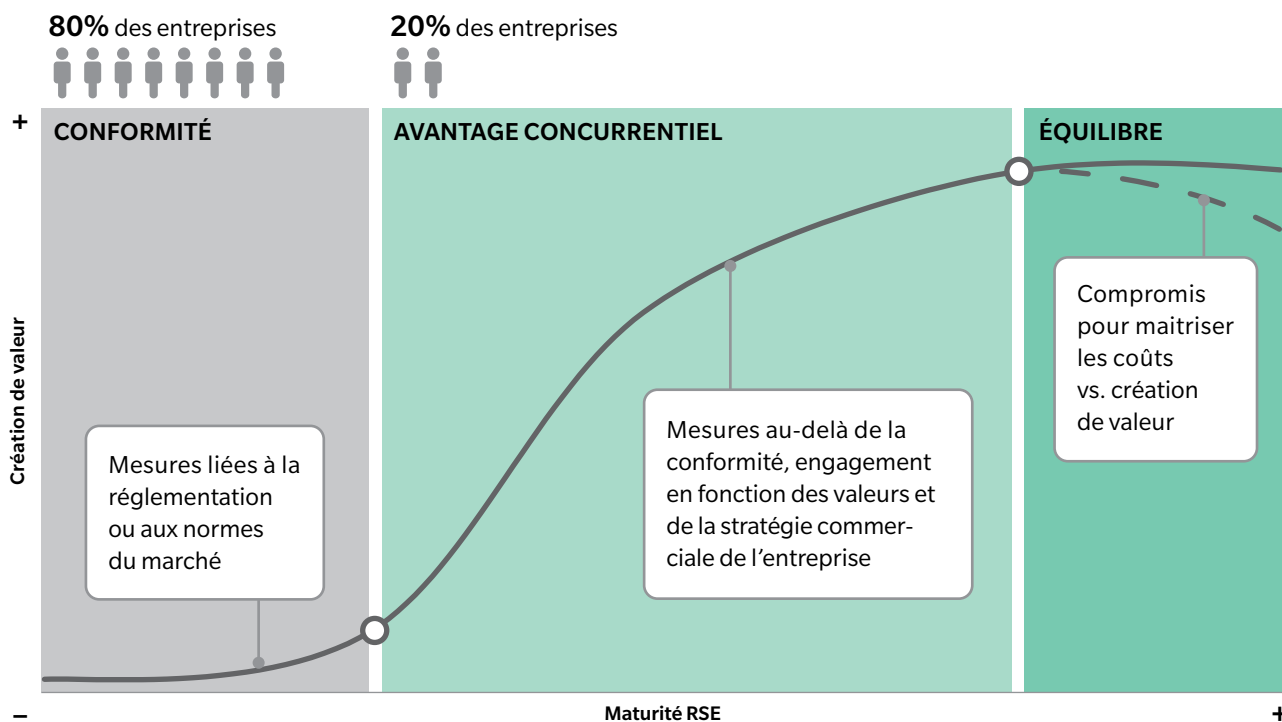 80% des entreprises
20% des entreprises
+
CONFORMITÉ
AVANTAGE CONCURRENTIEL
ÉQUILIBRE
Création de valeur
Mesures liées à la
réglementation
ou aux normes
du marché
Mesures au-delà de la
conformité, engagement
en fonction des valeurs et
de la stratégie commer-
ciale de l'entreprise
Compromis
pour maitriser
les coûts
vs. création
de valeur
–
Maturité RSE
+